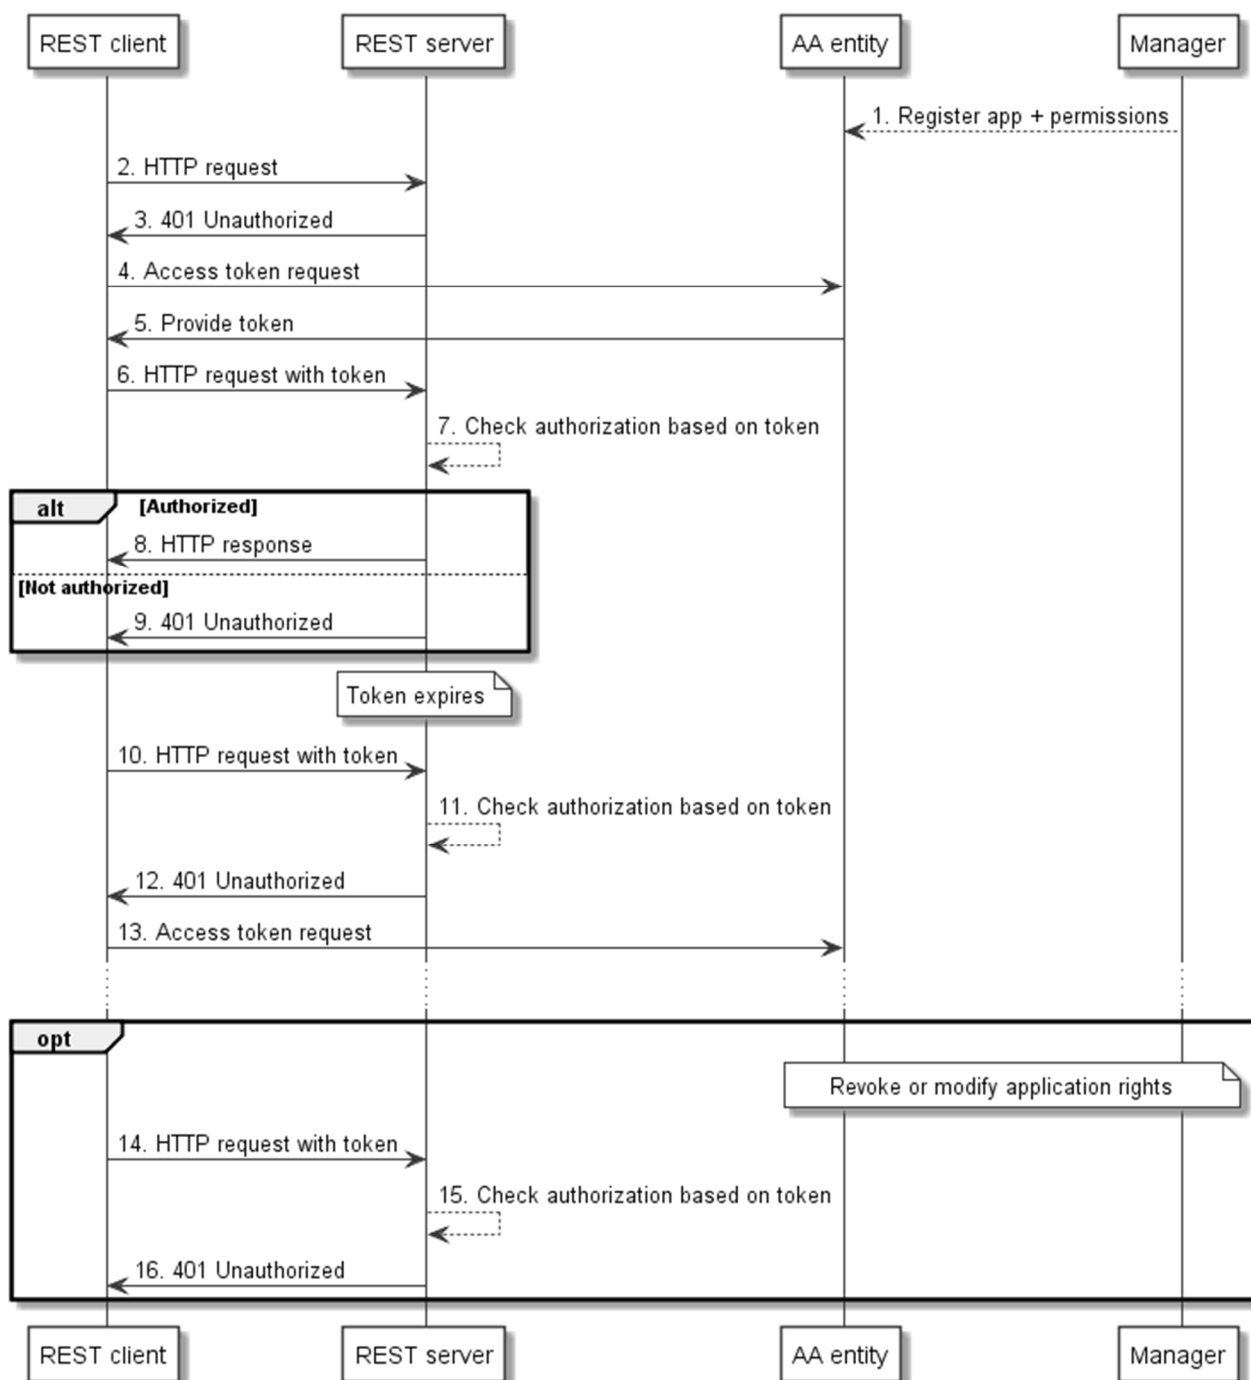 REST client REST server AA entity Manager
1. Register app + permissions
2. HTTP request
3. 401 Unauthorized
4. Access token request
5. Provide token
6. HTTP request with token
7. Check authorization based on token
alt [Authorized]
8. HTTP response
[Not authorized]
9. 401 Unauthorized
Token expires
10. HTTP request with token
11. Check authorization based on token
12. 401 Unauthorized
13. Access token request
opt
Revoke or modify application rights
14. HTTP request with token
15. Check authorization based on token
16. 401 Unauthorized
REST client REST server AA entity Manager